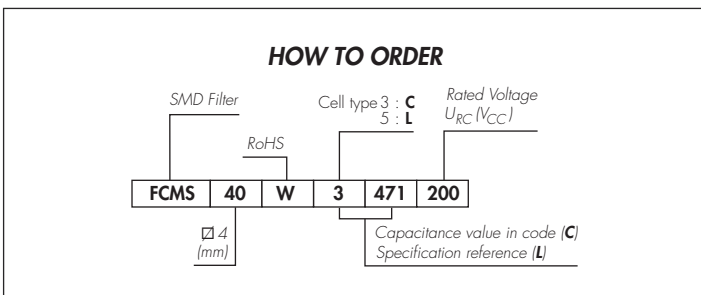 HOW TO ORDER
SMD Filter
Cell type 3 : C
5 : L
Rated Voltage
URC (VCC)
RoHS
FCMS 40 W 3 471 200
4
(mm)
Capacitance value in code (C)
Specification reference (L)